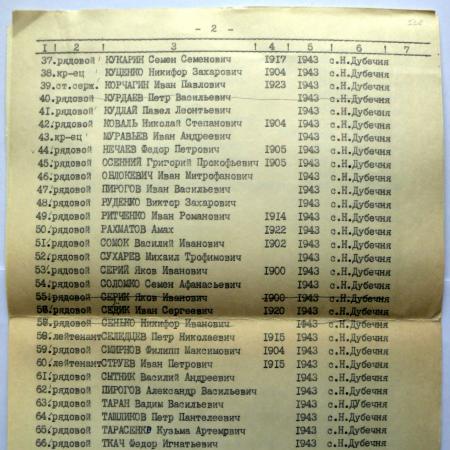 - 2 -
1 ! 2 ! 3 ! 4 ! 5 ! 6 ! 7
37.рядовой КУКАРИН Семен Семенович 1917 1943 с.Н.Дубечня
38.кр-ец КУЦЕНКО Никифор Захарович 1904 1943 с.Н.Дубечня
39.ст.серж. КОРЧАГИН Иван Павлович 1923 1943 с.Н.Дубечня
40.рядовой КУРДАЕВ Петр Васильевич 1943 с.Н.Дубечня
41.рядовой КУДЛАЙ Павел Леонтьевич 1943 с.Н.Дубечня
42.рядовой КОВАЛЬ Николай Степанович 1904 1943 с.Н.Дубечня
43.кр-ец МУРАВЬЕВ Иван Андреевич 1943 с.Н.Дубечня
44.рядовой НЕЧАЕВ Федор Петрович 1905 1943 с.Н.Дубечня
45.рядовой ОСЕННИЙ Григорий Прокофьевич 1905 1943 с.Н.Дубечня
46.рядовой ОБЛОКЕВИЧ Иван Митрофанович 1943 с.Н.Дубечня
47.рядовой ПИРОГОВ Иван Васильевич 1943 с.Н.Дубечня
48.рядовой РУДЕНКО Виктор Захарович 1943 с.Н.Дубечня
49.рядовой РИТЧЕНКО Иван Романович 1914 1943 с.Н.Дубечня
50.рядовой РАХМАТОВ Амах 1922 1943 с.Н.Дубечня
51.рядовой СОМОК Василий Иванович 1902 1943 с.Н.Дубечня
52.рядовой СУХАРЕВ Михаил Трофимович 1943 с.Н.Дубечня
53.рядовой СЕРИЙ Яков Иванович 1900 1943 с.Н.Дубечня
54.рядовой СОЛОМКО Семен Афанасьевич 1943 с.Н.Дубечня
55.рядовой СЕРИК Яков Иванович 1900 1943 с.Н.Дубечня
56.рядовой СЕДИК Иван Сергеевич 1920 1943 с.Н.Дубечня
рядовой СЕНЬКО Никифор Иванович 1943 с.Н.Дубечня
58.лейтенант СЕЛЕДЦЕВ Петр Николаевич 1915 1943 с.Н.Дубечня
59.рядовой СМИРНОВ Филипп Максимович 1904 1943 с.Н.Дубечня
60.лейтенант СТРУЕВ Иван Петрович 1915 1943 с.Н.Дубечня
61.рядовой СЫТНИК Василий Андреевич 1943 с.Н.Дубечня
62.рядовой ПИРОГОВ Александр Васильевич 1943 с.Н.Дубечня
63.рядовой ТАРАН Вадим Васильевич 1943 с.Н.Дубечня
64.рядовой ТАШЛИКОВ Петр Пантелеевич 1943 с.Н.Дубечня
65.рядовой ТАРАСЕНКО Кузьма Артемович 1943 с.Н.Дубечня
66.рядовой ТКАЧ Федор Игнатьевич 1943 с.Н.Дубечня